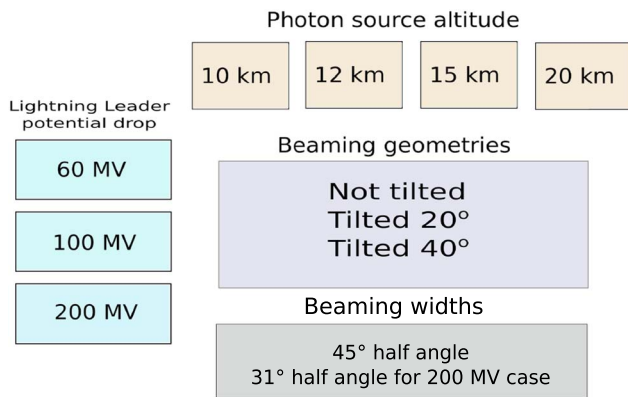 Photon source altitude
10 km
12 km
15 km
20 km
Lightning Leader
potential drop
60 MV
100 MV
200 MV
Beaming geometries
Not tilted
Tilted 20°
Tilted 40°
Beaming widths
45° half angle
31° half angle for 200 MV case